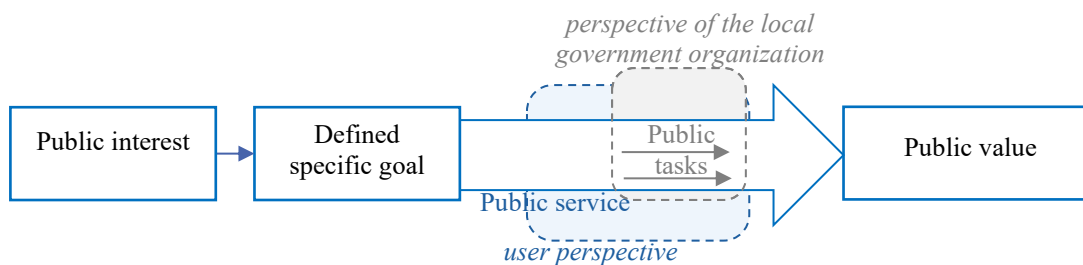 perspective of the local
government organization
Public interest
Defined
specific goal
Public
tasks
Public value
Public service
user perspective